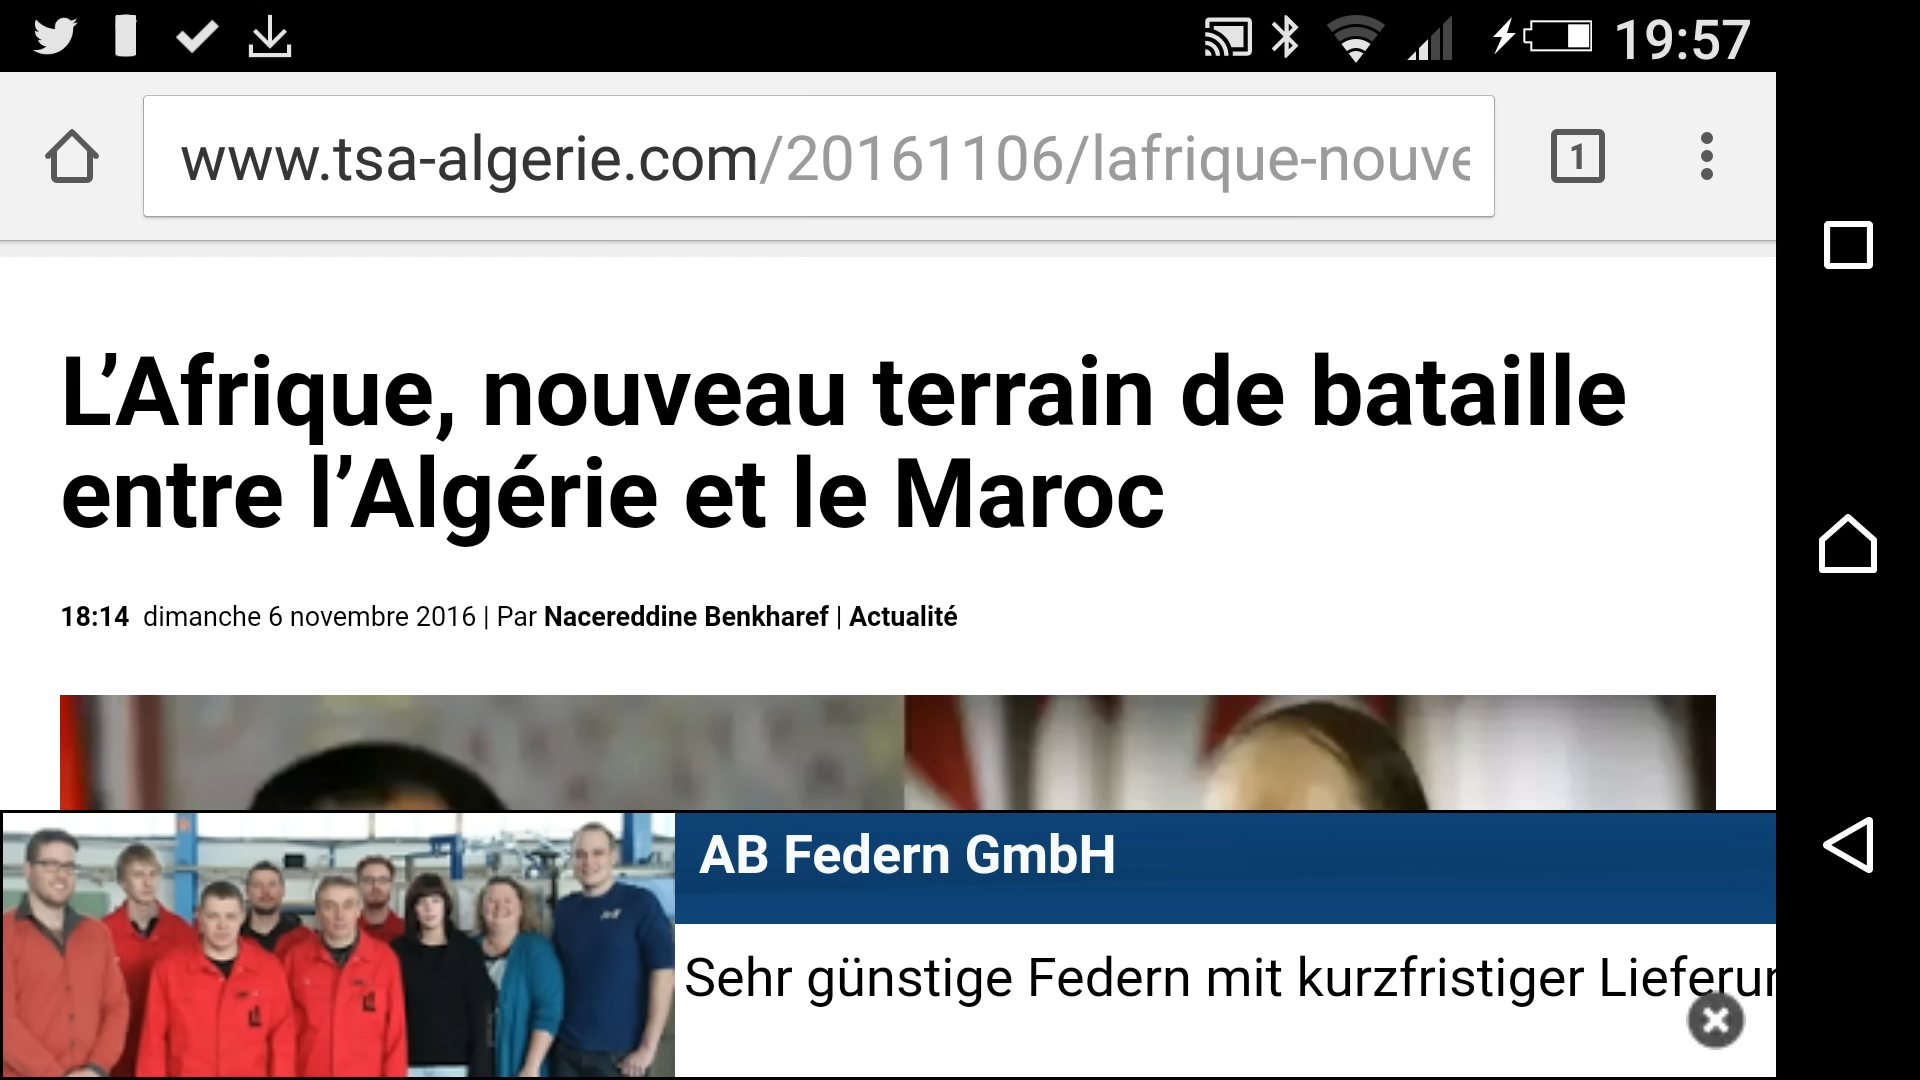 19:57
www.tsa-algerie.com/20161106/lafrique-nouve
1
L’Afrique, nouveau terrain de bataille
entre l’Algérie et le Maroc
18:14 dimanche 6 novembre 2016 | Par Nacereddine Benkharef | Actualité
AB Federn GmbH
Sehr günstige Federn mit kurzfristiger Lieferun